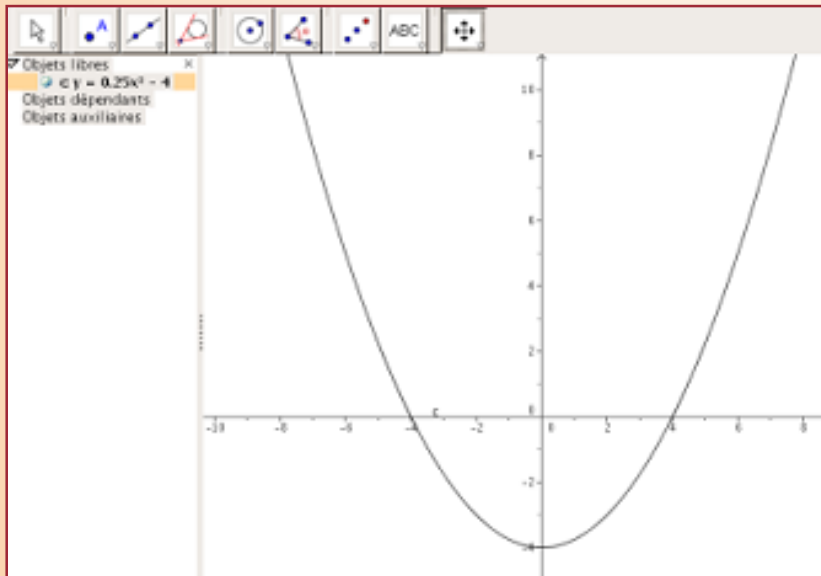 A
ABC
Objets libres
c y = 0.25x² - 4
Objets dépendants
Objets auxiliaires
10
8
6
4
2
0
-10 -8 -6 -4 -2 0 2 4 6 8
c
-2
-4